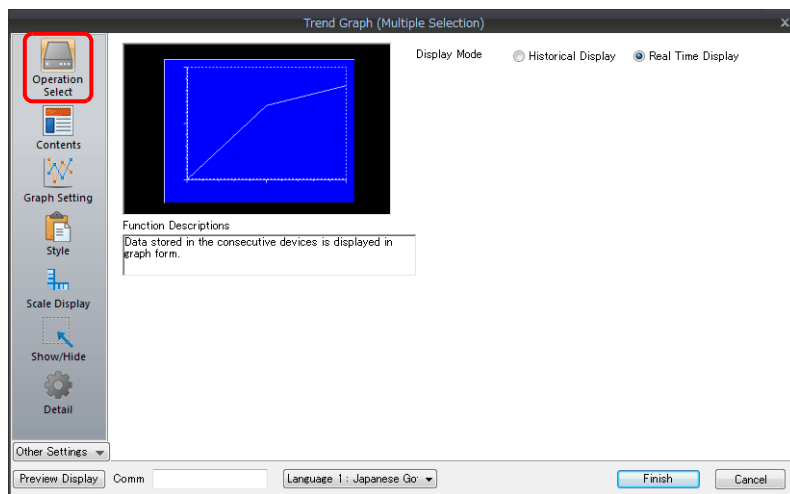 Trend Graph (Multiple Selection)
x
Operation
Select
Contents
Graph Setting
Style
Scale Display
Show/Hide
Detail
Other Settings
Display Mode
Historical Display
Real Time Display
Function Descriptions
Data stored in the consecutive devices is displayed in
graph form.
Preview Display
Comm
Language 1 : Japanese Go
Finish
Cancel